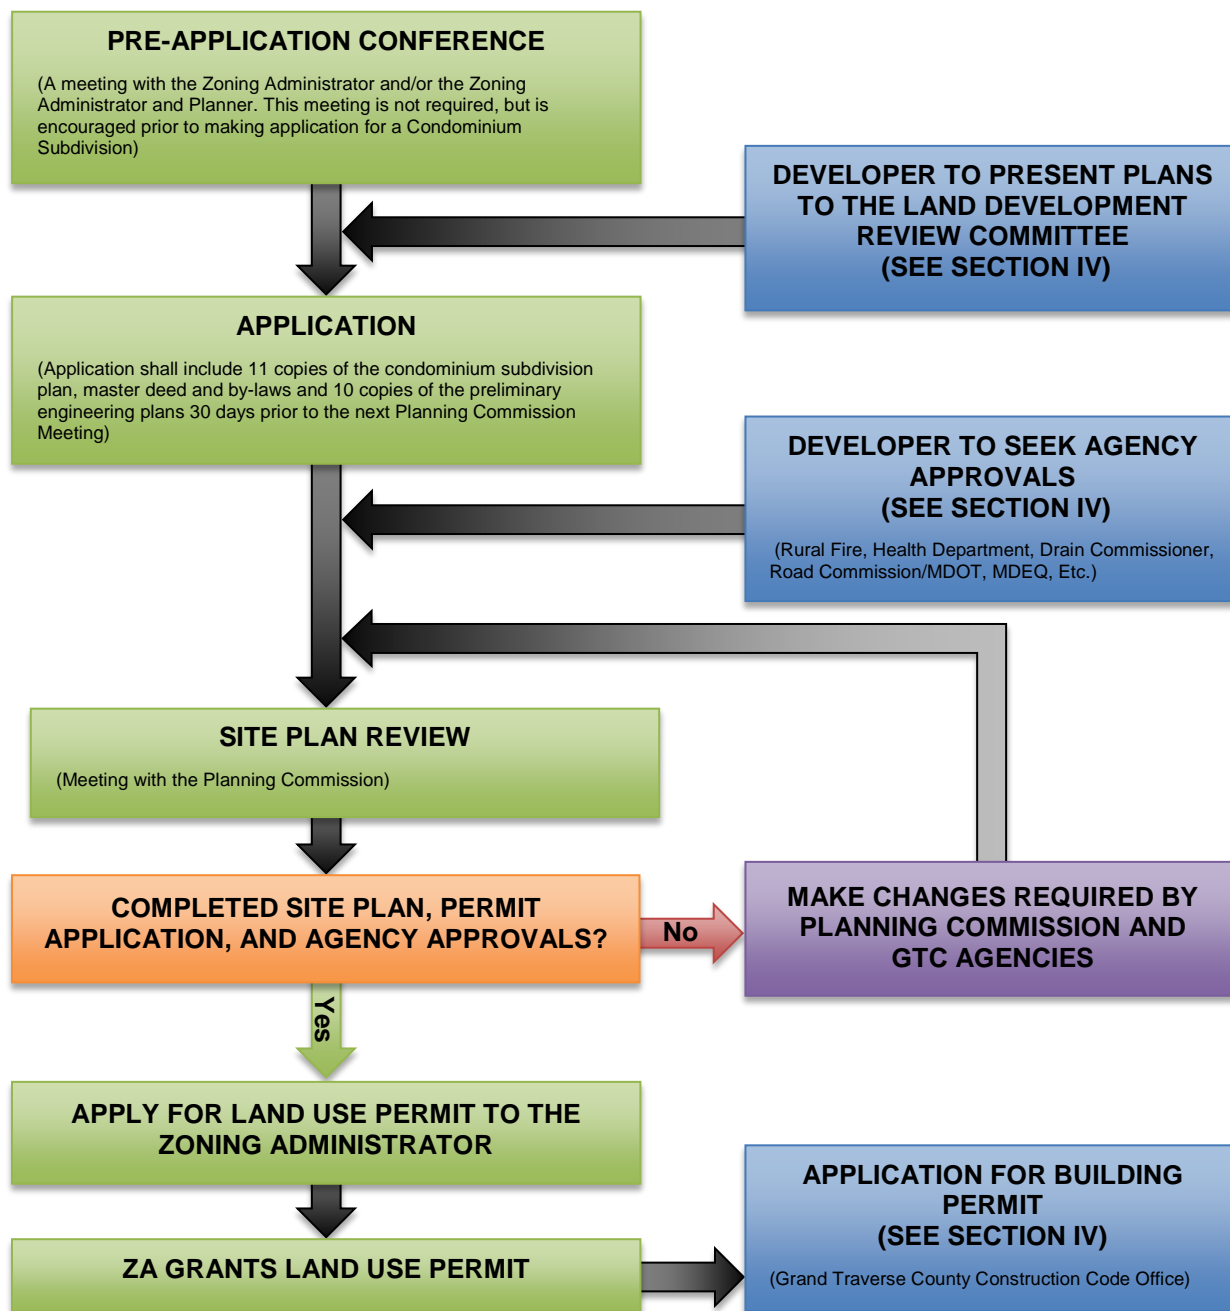 PRE-APPLICATION CONFERENCE
(A meeting with the Zoning Administrator and/or the Zoning
Administrator and Planner. This meeting is not required, but is
encouraged prior to making application for a Condominium
Subdivision)
DEVELOPER TO PRESENT PLANS
TO THE LAND DEVELOPMENT
REVIEW COMMITTEE
(SEE SECTION IV)
APPLICATION
(Application shall include 11 copies of the condominium subdivision
plan, master deed and by-laws and 10 copies of the preliminary
engineering plans 30 days prior to the next Planning Commission
Meeting)
DEVELOPER TO SEEK AGENCY
APPROVALS
(SEE SECTION IV)
(Rural Fire, Health Department, Drain Commissioner,
Road Commission/MDOT, MDEQ, Etc.)
SITE PLAN REVIEW
(Meeting with the Planning Commission)
COMPLETED SITE PLAN, PERMIT
APPLICATION, AND AGENCY APPROVALS?
No
MAKE CHANGES REQUIRED BY
PLANNING COMMISSION AND
GTC AGENCIES
Yes
APPLY FOR LAND USE PERMIT TO THE
ZONING ADMINISTRATOR
ZA GRANTS LAND USE PERMIT
APPLICATION FOR BUILDING
PERMIT
(SEE SECTION IV)
(Grand Traverse County Construction Code Office)